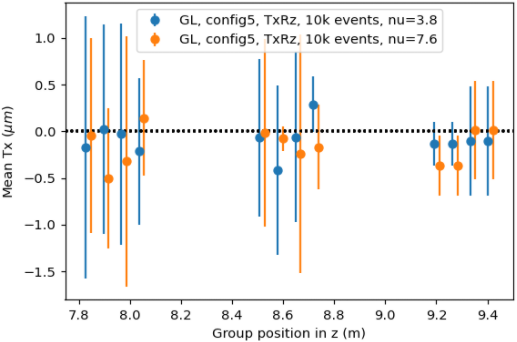 GL, config5, TxRz, 10k events, nu=3.8
GL, config5, TxRz, 10k events, nu=7.6
Mean Tx (μm)
1.0
0.5
0.0
−0.5
−1.0
−1.5
7.8 8.0 8.2 8.4 8.6 8.8 9.0 9.2 9.4
Group position in z (m)